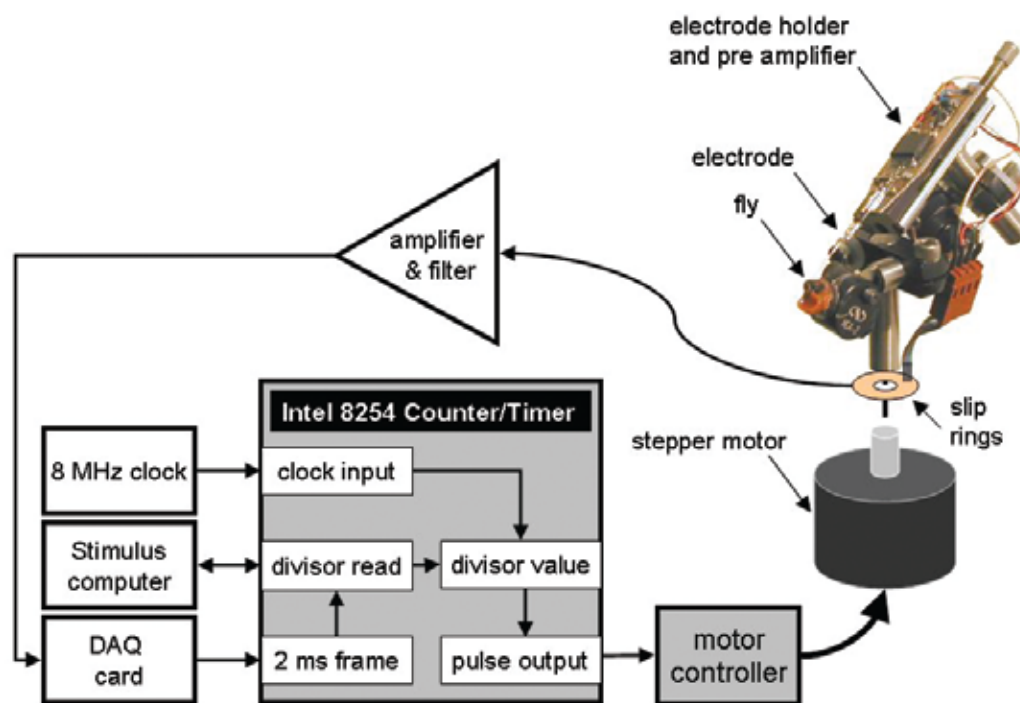 electrode holder
and pre amplifier
electrode
fly
amplifier
& filter
slip
rings
stepper motor
Intel 8254 Counter/Timer
8 MHz clock
clock input
Stimulus
computer
divisor read
divisor value
DAQ
card
2 ms frame
pulse output
motor
controller